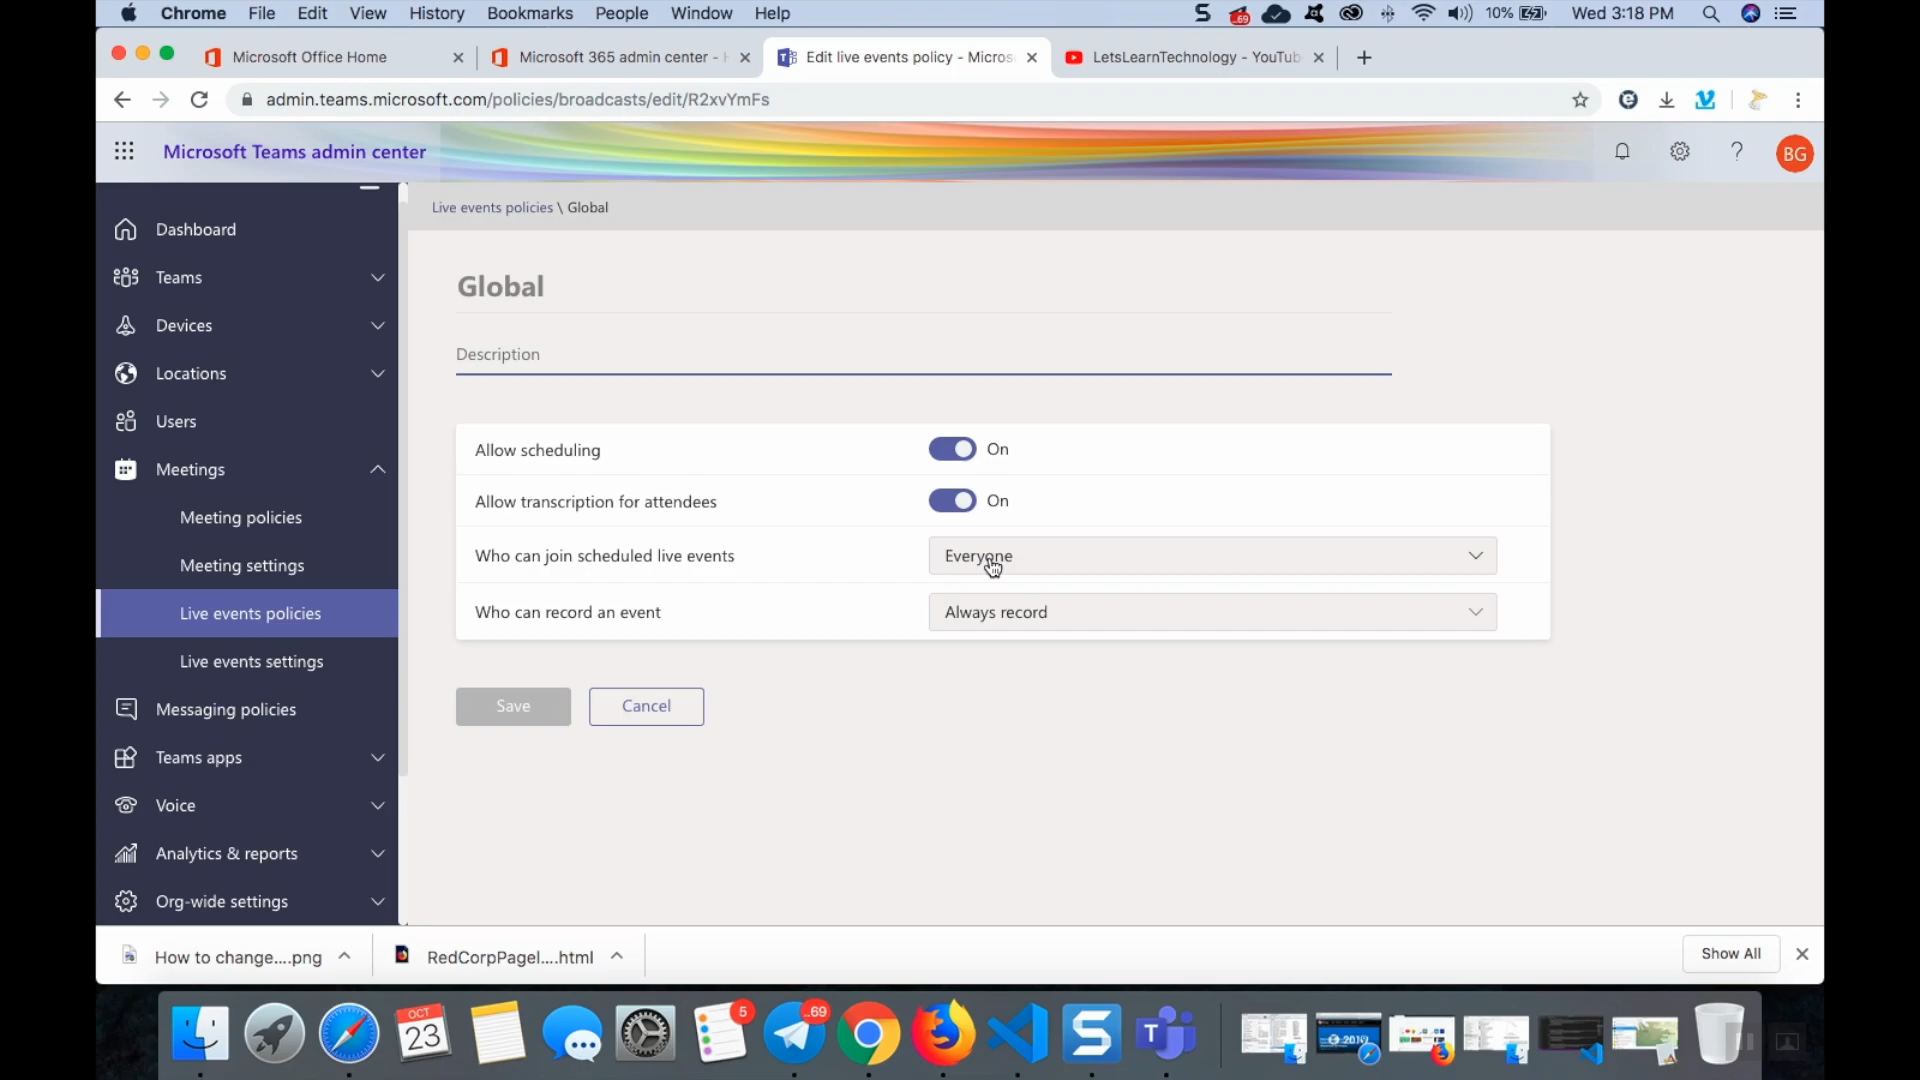 Chrome File Edit View History Bookmarks People Window Help
69
10%
Wed 3:18 PM
Microsoft Office Home
Microsoft 365 admin center -
Edit live events policy - Micros
LetsLearnTechnology - YouTub
admin.teams.microsoft.com/policies/broadcasts/edit/R2xvYmFs
Microsoft Teams admin center
BG
Dashboard
Teams
Devices
Locations
Users
Meetings
Meeting policies
Meeting settings
Live events policies
Live events settings
Messaging policies
Teams apps
Voice
Analytics & reports
Org-wide settings
Live events policies \ Global
Global
Description
Allow scheduling
On
Allow transcription for attendees
On
Who can join scheduled live events
Everyone
Who can record an event
Always record
Save
Cancel
How to change....png
RedCorpPageI....html
Show All
OCT
23
5
..69
S
T
2019